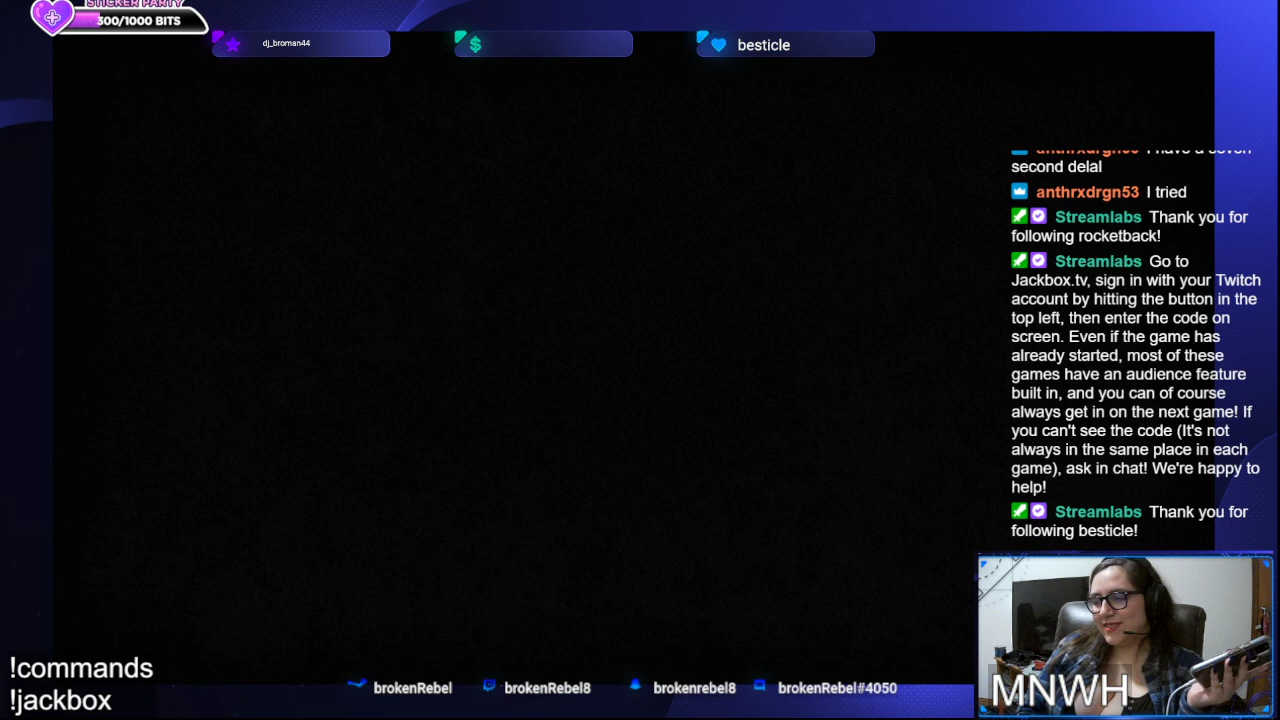 STICKER PARTY
300/1000 BITS
dj_broman44
$
besticle
second delal
anthrxdrgn53 I tried
Streamlabs Thank you for
following rocketback!
Streamlabs Go to
Jackbox.tv, sign in with your Twitch
account by hitting the button in the
top left, then enter the code on
screen. Even if the game has
already started, most of these
games have an audience feature
built in, and you can of course
always get in on the next game! If
you can't see the code (It's not
always in the same place in each
game), ask in chat! We're happy to
help!
Streamlabs Thank you for
following besticle!
!commands
!jackbox
brokenRebel
brokenRebel8
brokenrebel8
brokenRebel#4050
MNWH